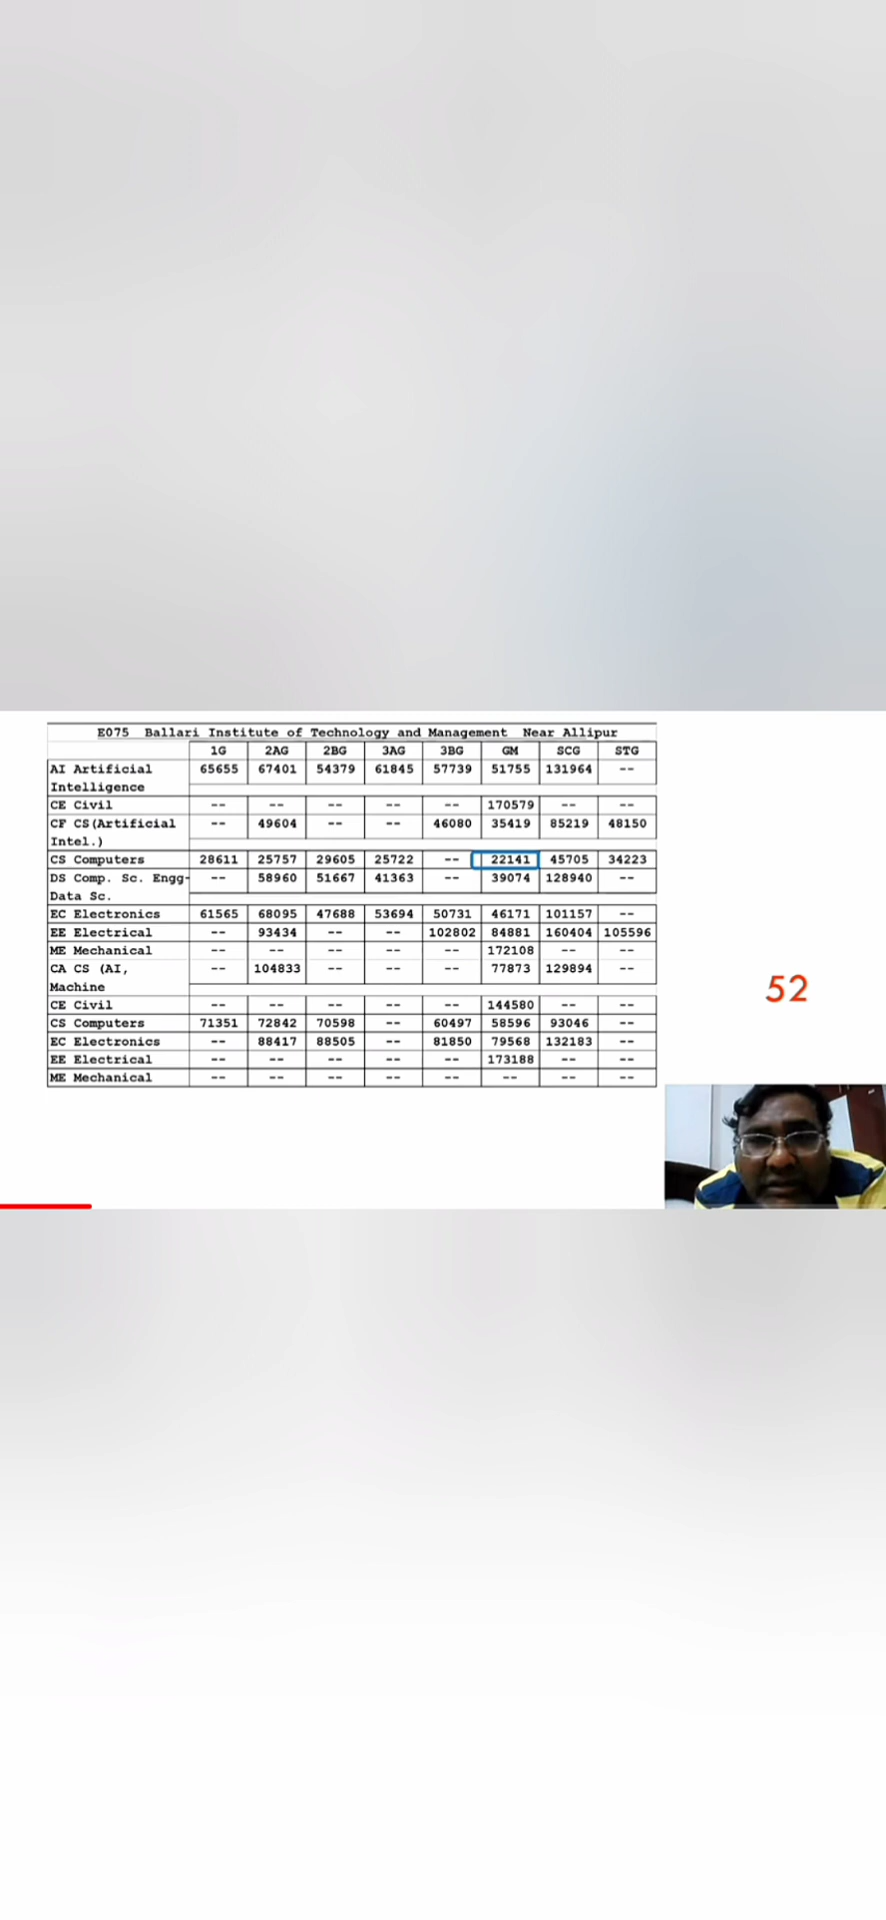 E075 Ballari Institute of Technology and Management Near Allipur
1G 2AG 2BG 3AG 3BG GM SCG STG
AI Artificial Intelligence 65655 67401 54379 61845 57739 51755 131964 --
CE Civil -- -- -- -- -- 170579 -- --
CF CS(Artificial Intel.) -- 49604 -- -- 46080 35419 85219 48150
CS Computers 28611 25757 29605 25722 -- 22141 45705 34223
DS Comp. Sc. Engg-Data Sc. -- 58960 51667 41363 -- 39074 128940 --
EC Electronics 61565 68095 47688 53694 50731 46171 101157 --
EE Electrical -- 93434 -- -- 102802 84881 160404 105596
ME Mechanical -- -- -- -- -- 172108 -- --
CA CS (AI, Machine -- 104833 -- -- -- 77873 129894 --
CE Civil -- -- -- -- -- 144580 -- --
CS Computers 71351 72842 70598 -- 60497 58596 93046 --
EC Electronics -- 88417 88505 -- 81850 79568 132183 --
EE Electrical -- -- -- -- -- 173188 -- --
ME Mechanical -- -- -- -- -- -- -- --
52